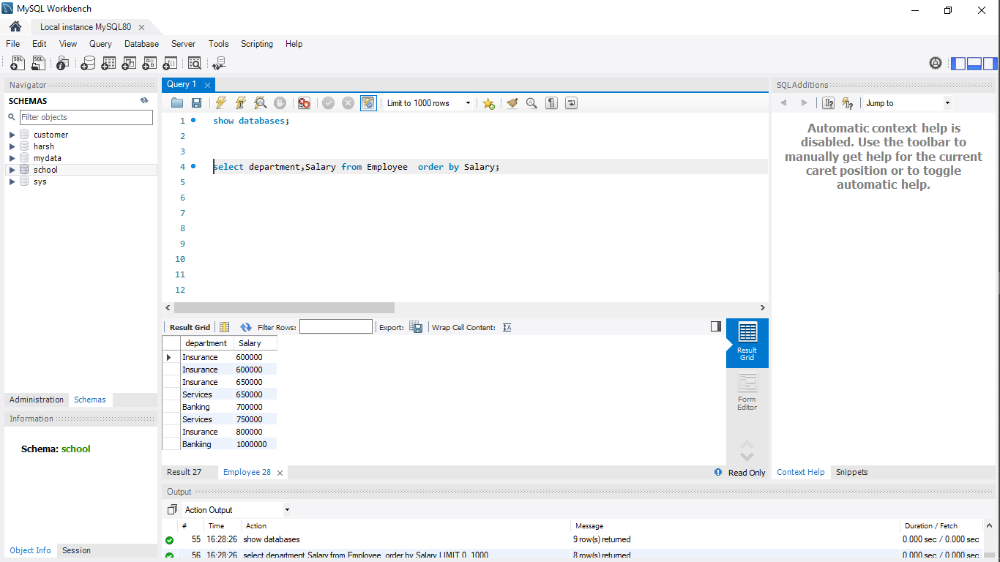 MySQL Workbench
Local instance MySQL80
File Edit View Query Database Server Tools Scripting Help
Navigator
SCHEMAS
Filter objects
customer
harsh
mydata
school
sys
Administration Schemas
Information
Schema: school
Object Info Session
Query 1
Limit to 1000 rows
1 show databases;
2
3
4 select department,Salary from Employee  order by Salary;
5
6
7
8
9
10
11
12
Result Grid Filter Rows: Export: Wrap Cell Content:
department Salary
Insurance 600000
Insurance 600000
Insurance 650000
Services 650000
Banking 700000
Services 750000
Insurance 800000
Bankiing 1000000
Result
Grid
Form
Editor
Result 27 Employee 28 Read Only
Output
Action Output
# Time Action Message Duration / Fetch
55 16:28:26 show databases 9 row(s) returned 0.000 sec / 0.000 sec
56 16:28:26 select department,Salary from Employee  order by Salary LIMIT 0, 1000 8 row(s) returned 0.000 sec / 0.000 sec
SQLAdditions
Jump to
Automatic context help is
disabled. Use the toolbar to
manually get help for the current
caret position or to toggle
automatic help.
Context Help Snippets